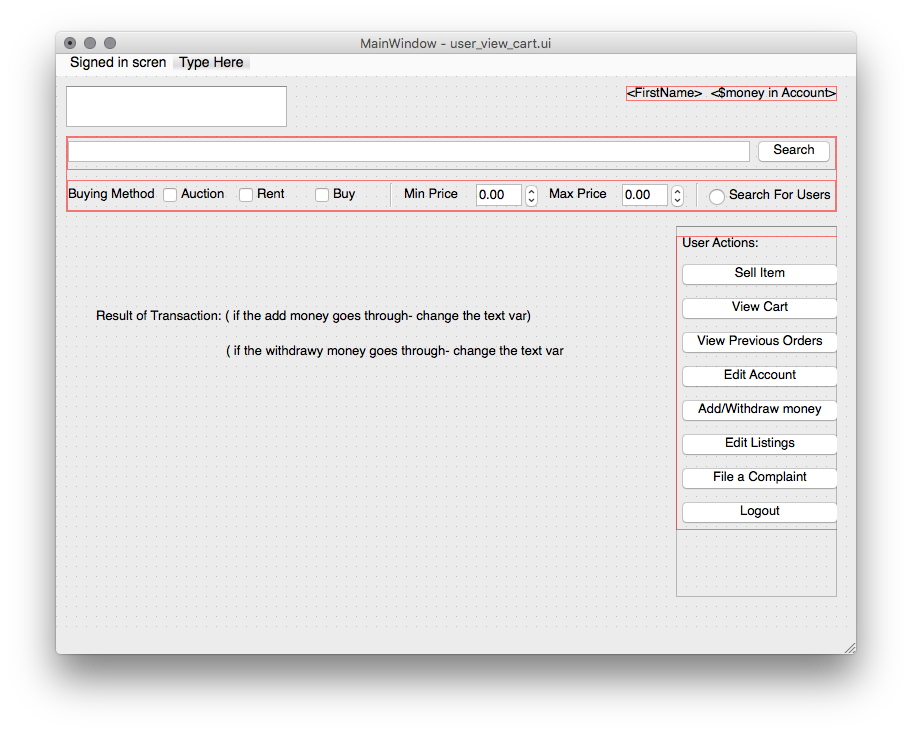 MainWindow - user_view_cart.ui
Signed in scren Type Here
<FirstName> <$money in Account>
Search
Buying Method Auction Rent Buy Min Price 0.00 Max Price 0.00 Search For Users
User Actions:
Sell Item
View Cart
View Previous Orders
Edit Account
Add/Withdraw money
Edit Listings
File a Complaint
Logout
Result of Transaction: ( if the add money goes through- change the text var)
( if the withdrawy money goes through- change the text var